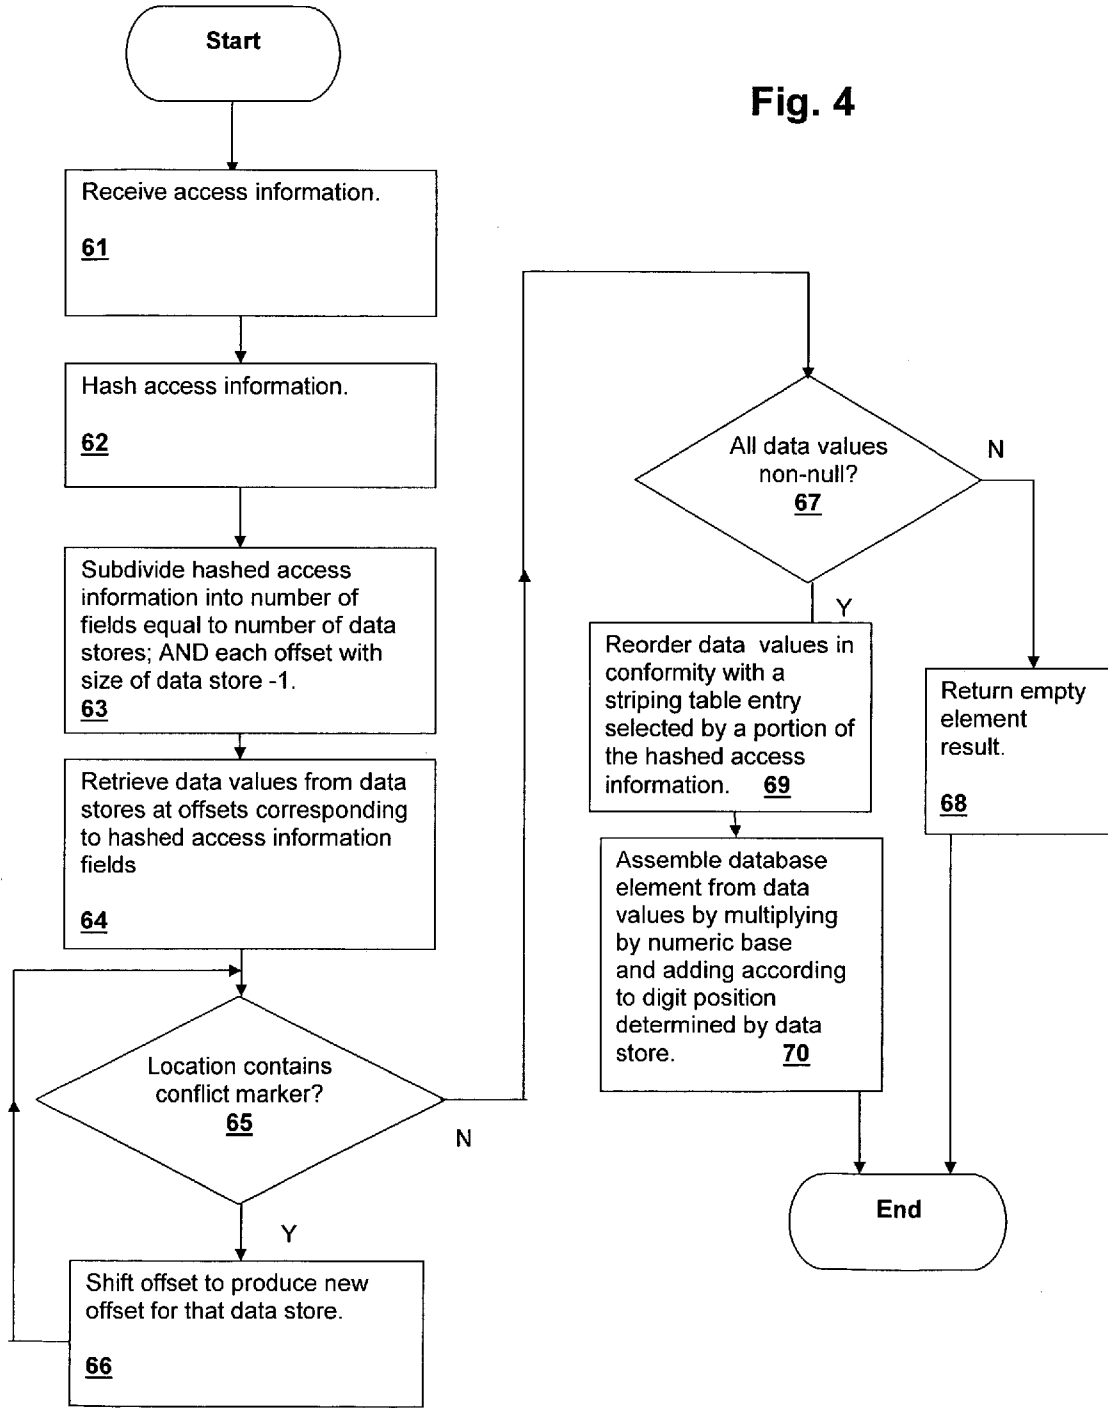 Start
Fig. 4
Receive access information.
61
Hash access information.
62
Subdivide hashed access
information into number of
fields equal to number of data
stores; AND each offset with
size of data store -1.
63
Retrieve data values from data
stores at offsets corresponding
to hashed access information
fields
64
Location contains
conflict marker?
65
N
Y
Shift offset to produce new
offset for that data store.
66
All data values
non-null?
67
N
Y
Reorder data values in
conformity with a
striping table entry
selected by a portion of
the hashed access
information. 69
Return empty
element
result.
68
Assemble database
element from data
values by multiplying
by numeric base
and adding according
to digit position
determined by data
store. 70
End